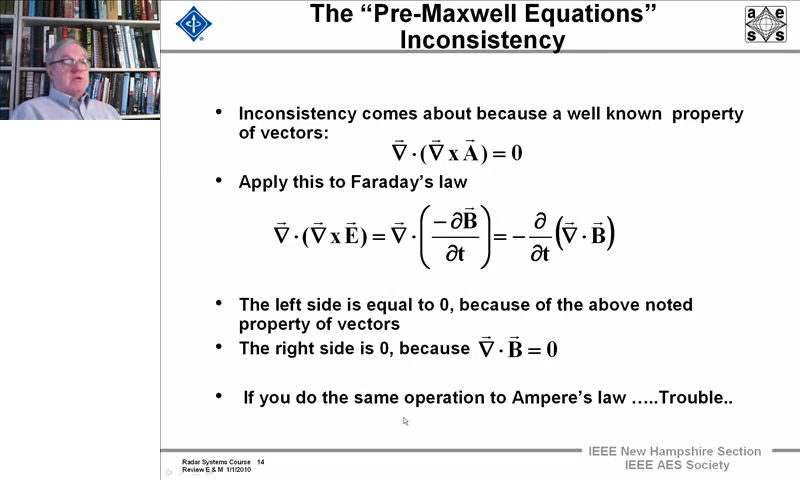 The “Pre-Maxwell Equations”
Inconsistency
a e
s s
• Inconsistency comes about because a well known property
of vectors:
∇⃗ · (∇⃗ x A⃗) = 0
• Apply this to Faraday’s law
∇⃗ · (∇⃗ x E⃗) = ∇⃗ · (−∂B⃗ / ∂t) = − ∂/∂t (∇⃗ · B⃗)
• The left side is equal to 0, because of the above noted
property of vectors
• The right side is 0, because ∇⃗ · B⃗ = 0
• If you do the same operation to Ampere’s law …..Trouble..
Radar Systems Course 14
Review E & M 1/1/2010
IEEE New Hampshire Section
IEEE AES Society